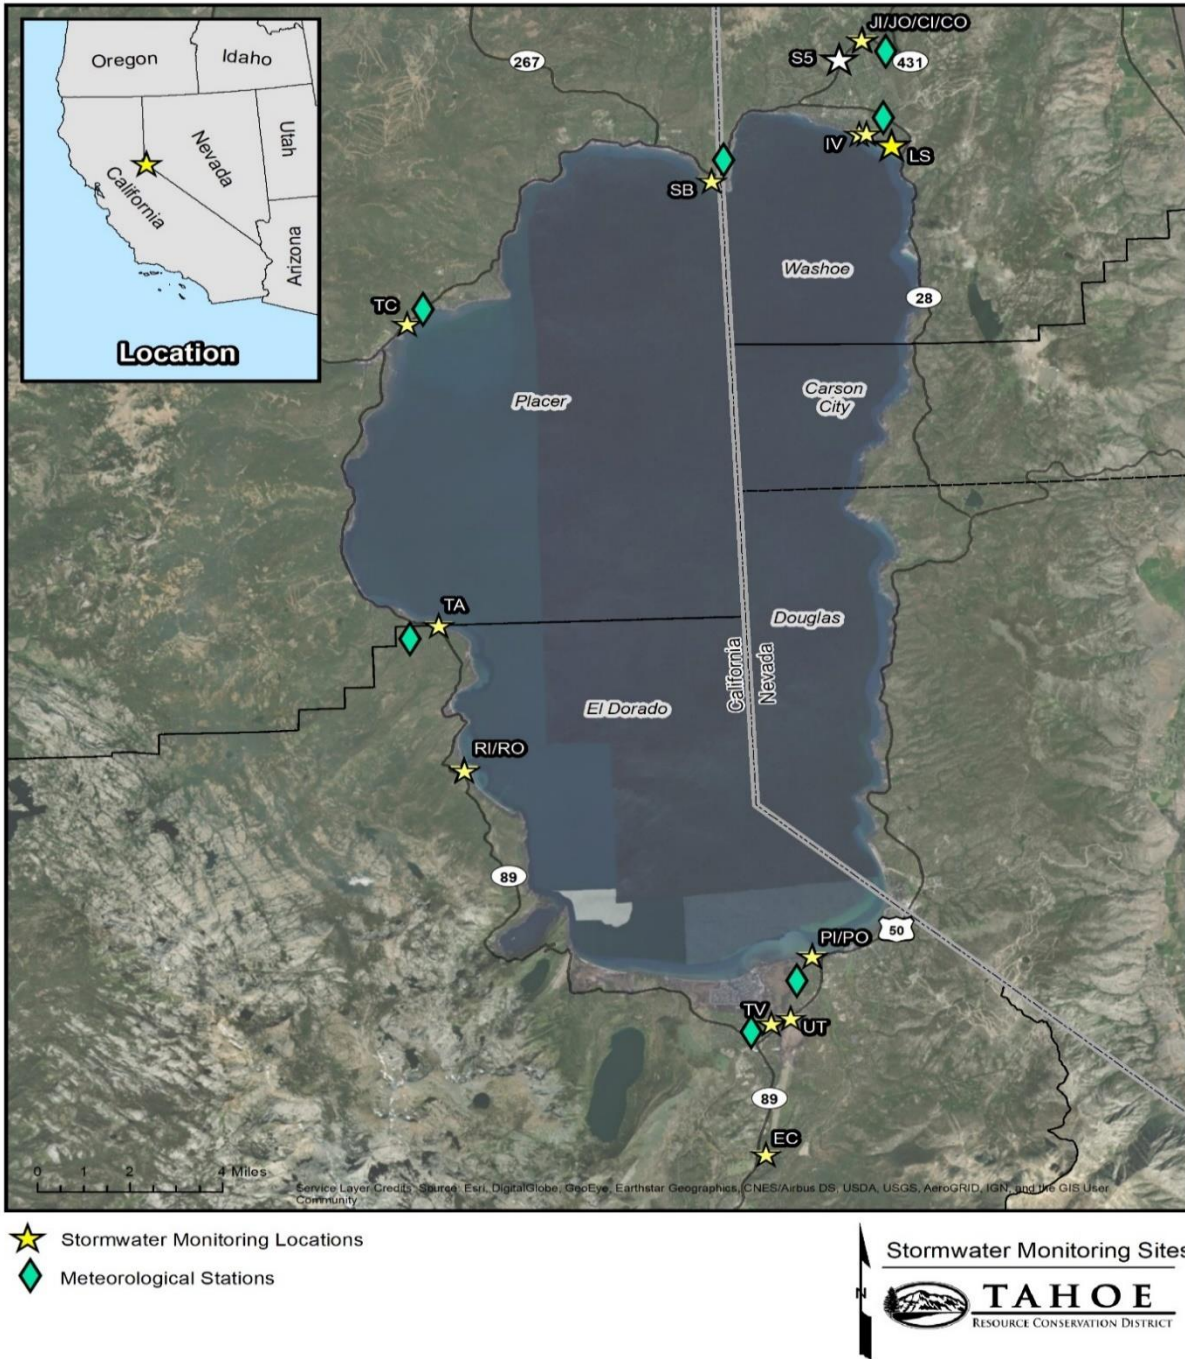 Oregon
Idaho
Nevada
Utah
California
Arizona
Location
267
JI/JO/CI/CO
S5
431
IV
LS
SB
Washoe
28
TC
Placer
Carson
City
TA
Douglas
California
Nevada
El Dorado
RI/RO
89
50
PI/PO
TV
UT
89
EC
0 1 2 4 Miles
Service Layer Credits: Source: Esri, DigitalGlobe, GeoEye, Earthstar Geographics, CNES/Airbus DS, USDA, USGS, AeroGRID, IGN, and the GIS User
Community
Stormwater Monitoring Locations
Meteorological Stations
N
Stormwater Monitoring Sites
TAHOE
RESOURCE CONSERVATION DISTRICT